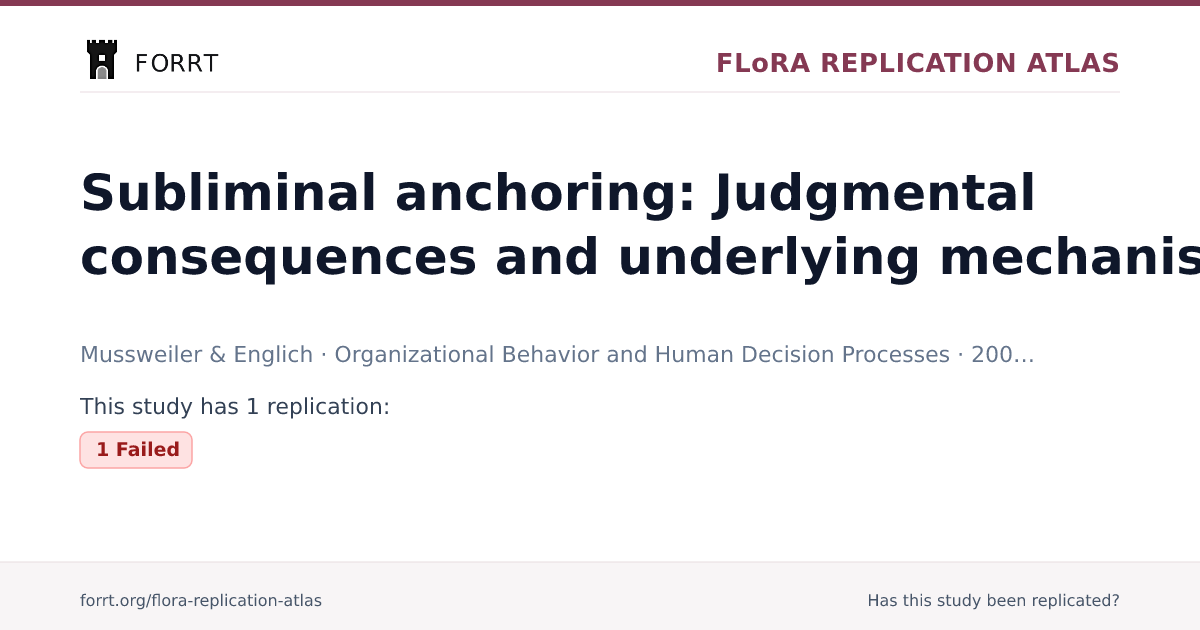 FORRT
FLoRA REPLICATION ATLAS
Subliminal anchoring: Judgmental
consequences and underlying mechanis
Mussweiler & Englich · Organizational Behavior and Human Decision Processes · 200…
This study has 1 replication:
1 Failed
forrt.org/flora-replication-atlas
Has this study been replicated?